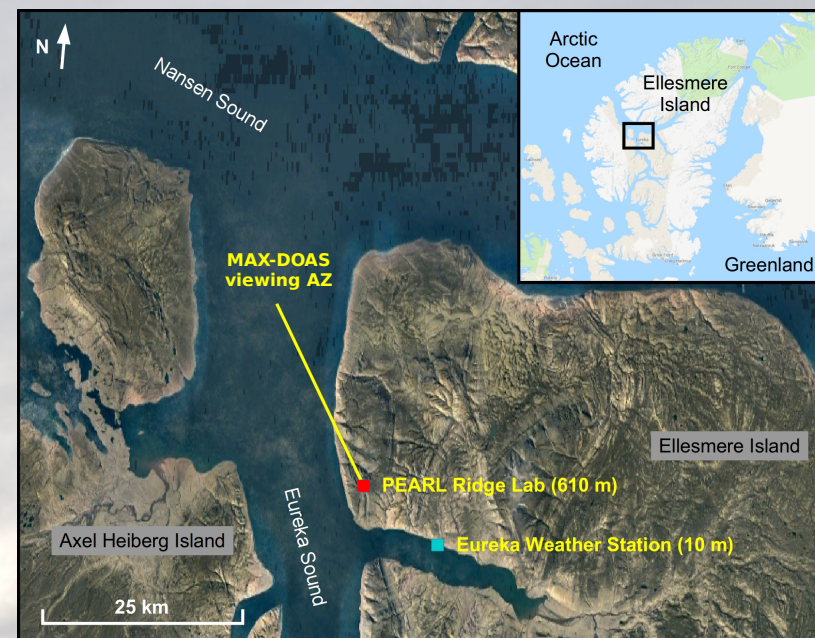 N
Nansen Sound
Arctic
Ocean
Ellesmere
Island
Eureka
Greenland
MAX-DOAS
viewing AZ
Ellesmere Island
PEARL Ridge Lab (610 m)
Eureka Sound
Axel Heiberg Island
Eureka Weather Station (10 m)
25 km